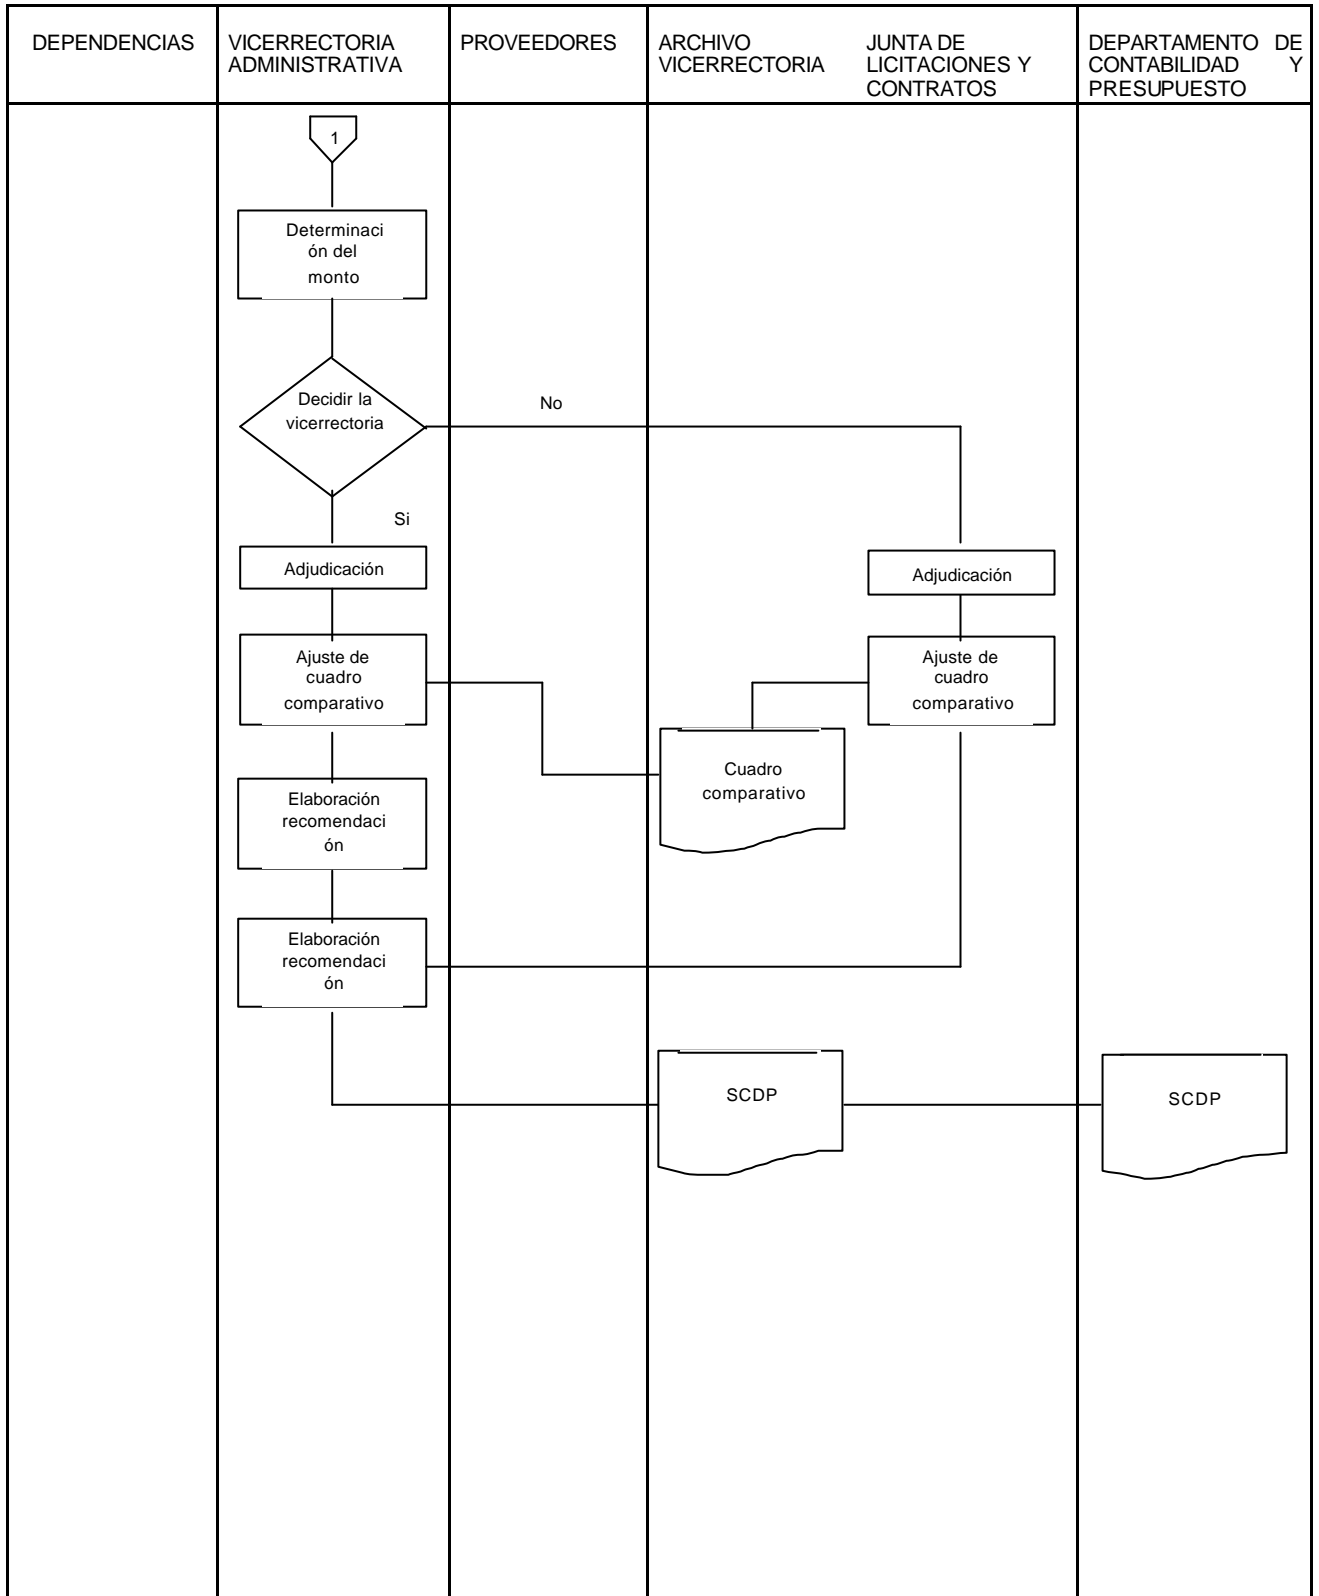 DEPENDENCIAS
VICERRECTORIA
ADMINISTRATIVA
PROVEEDORES
ARCHIVO
VICERRECTORIA
JUNTA DE
LICITACIONES Y
CONTRATOS
DEPARTAMENTO DE
CONTABILIDAD Y
PRESUPUESTO
1
Determinaci
ón del
monto
Decidir la
vicerrectoria
No
Si
Adjudicación
Adjudicación
Ajuste de
cuadro
comparativo
Ajuste de
cuadro
comparativo
Cuadro
comparativo
Elaboración
recomendaci
ón
Elaboración
recomendaci
ón
SCDP
SCDP